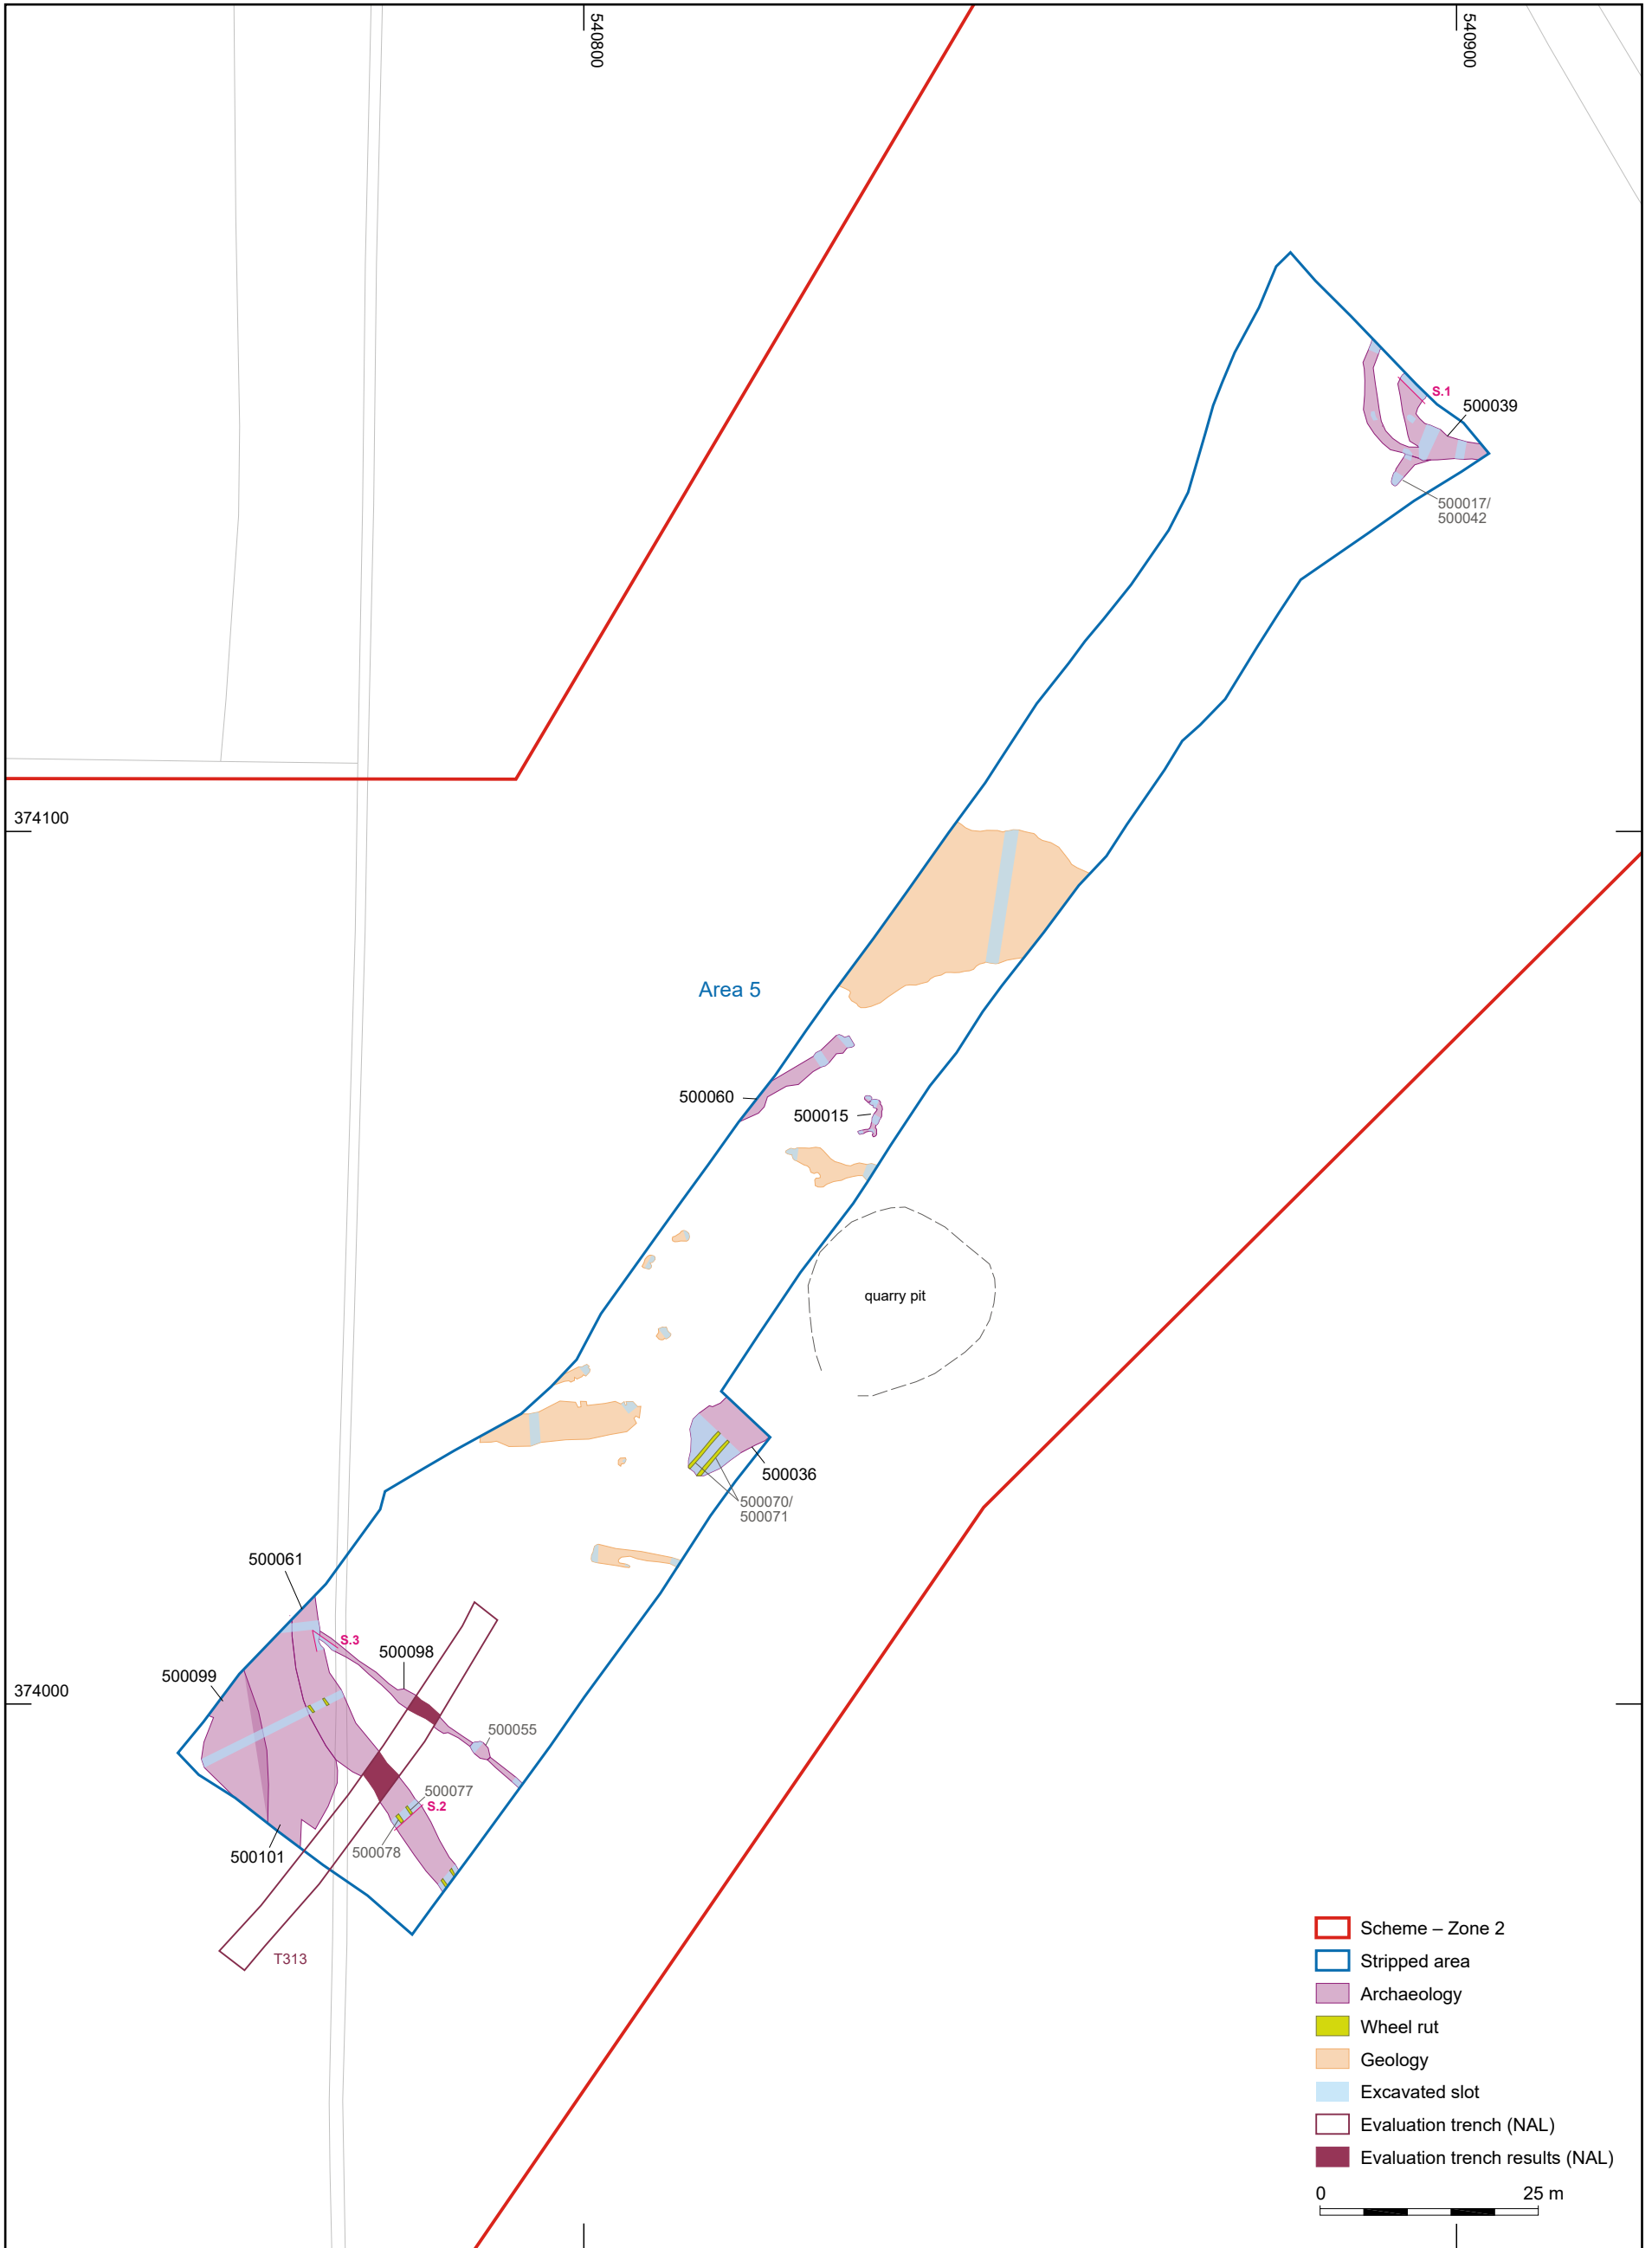 540800
540900
S.1
500039
500017/
500042
374100
Area 5
500060
500015
quarry pit
500036
500070/
500071
500061
S.3
500098
500099
374000
500055
500077
S.2
500078
500101
T313
Scheme – Zone 2
Stripped area
Archaeology
Wheel rut
Geology
Excavated slot
Evaluation trench (NAL)
Evaluation trench results (NAL)
0 25 m